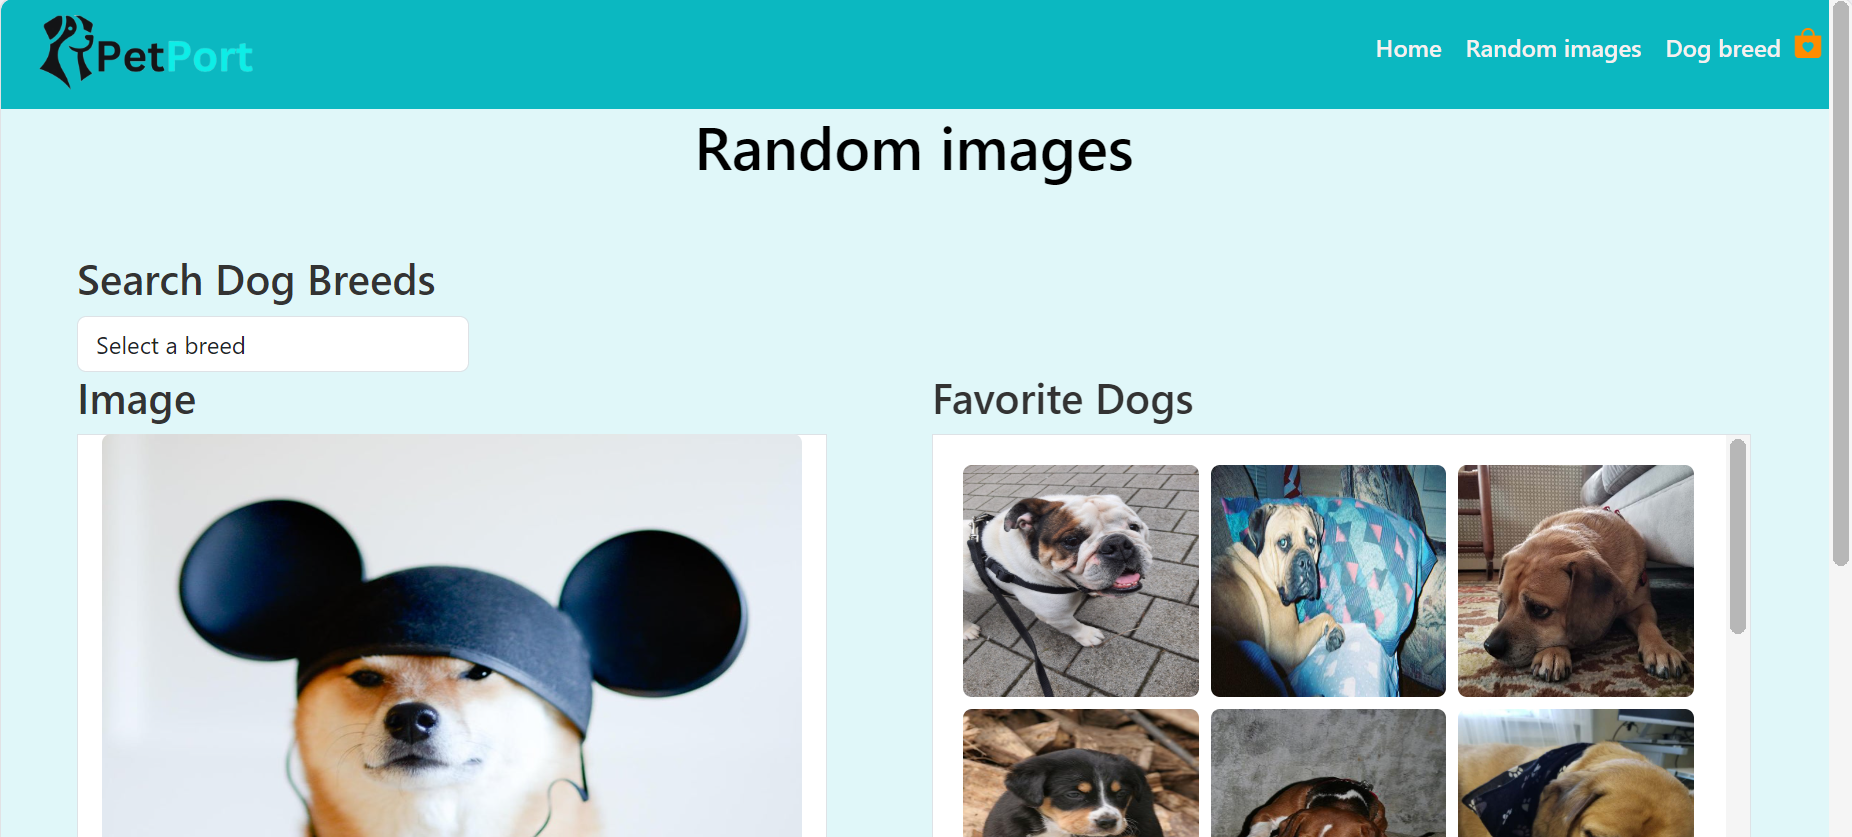 PetPort
Home Random images Dog breed
Random images
Search Dog Breeds
Select a breed
Image
Favorite Dogs